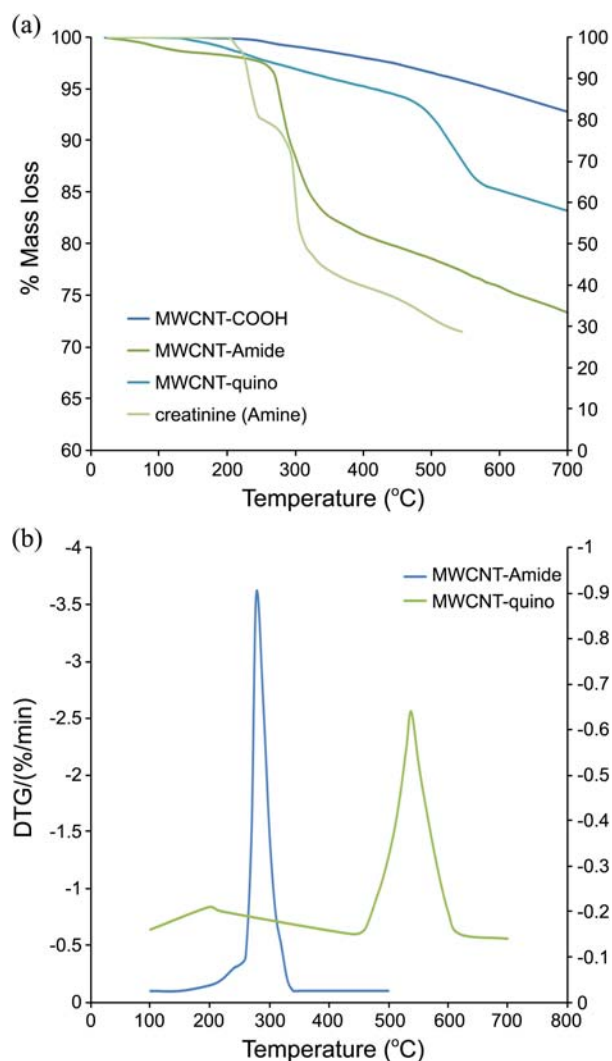 (a)
100
95
90
85
80
75
70
65
60
% Mass loss
100
90
80
70
60
50
40
30
20
10
0
MWCNT-COOH
MWCNT-Amide
MWCNT-quino
creatinine (Amine)
0 100 200 300 400 500 600 700
Temperature (°C)
(b)
-4
-3.5
-3
-2.5
-2
-1.5
-1
-0.5
0
DTG/(%/min)
MWCNT-Amide
MWCNT-quino
-1
-0.9
-0.8
-0.7
-0.6
-0.5
-0.4
-0.3
-0.2
-0.1
0
0 100 200 300 400 500 600 700 800
Temperature (°C)